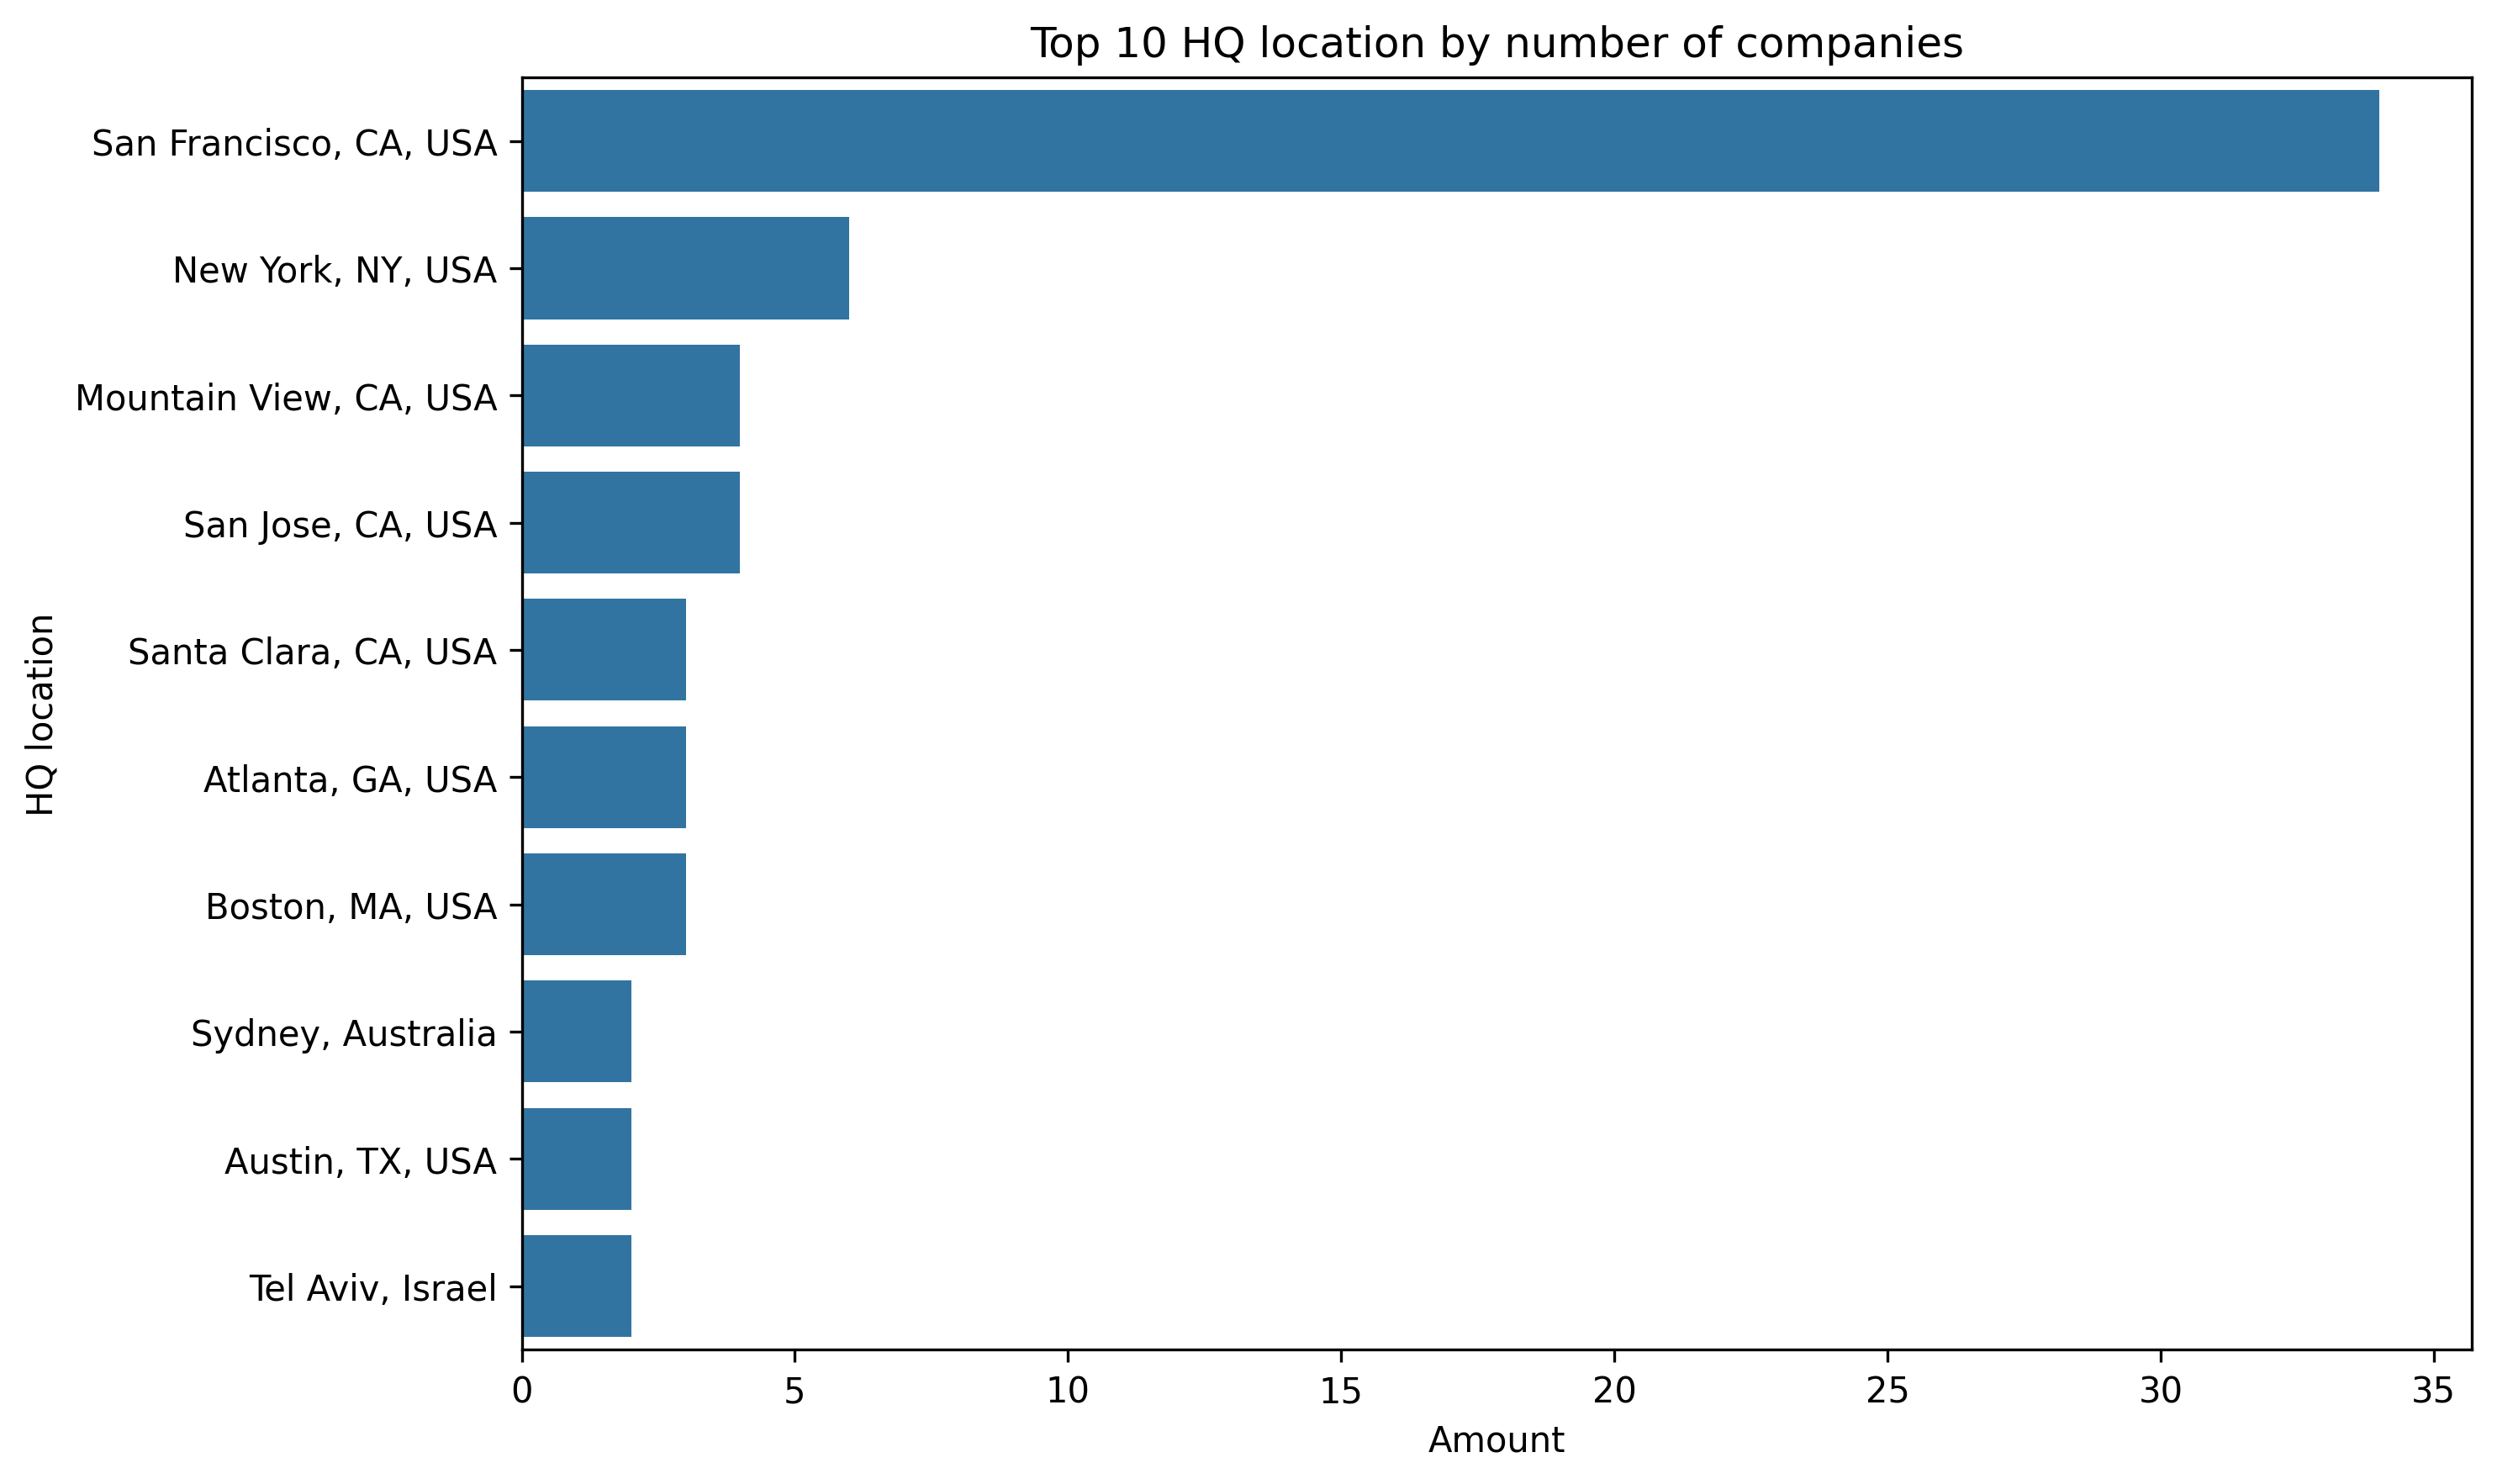 Top 10 HQ location by number of companies
San Francisco, CA, USA
New York, NY, USA
Mountain View, CA, USA
San Jose, CA, USA
Santa Clara, CA, USA
Atlanta, GA, USA
Boston, MA, USA
Sydney, Australia
Austin, TX, USA
Tel Aviv, Israel
HQ location
0 5 10 15 20 25 30 35
Amount